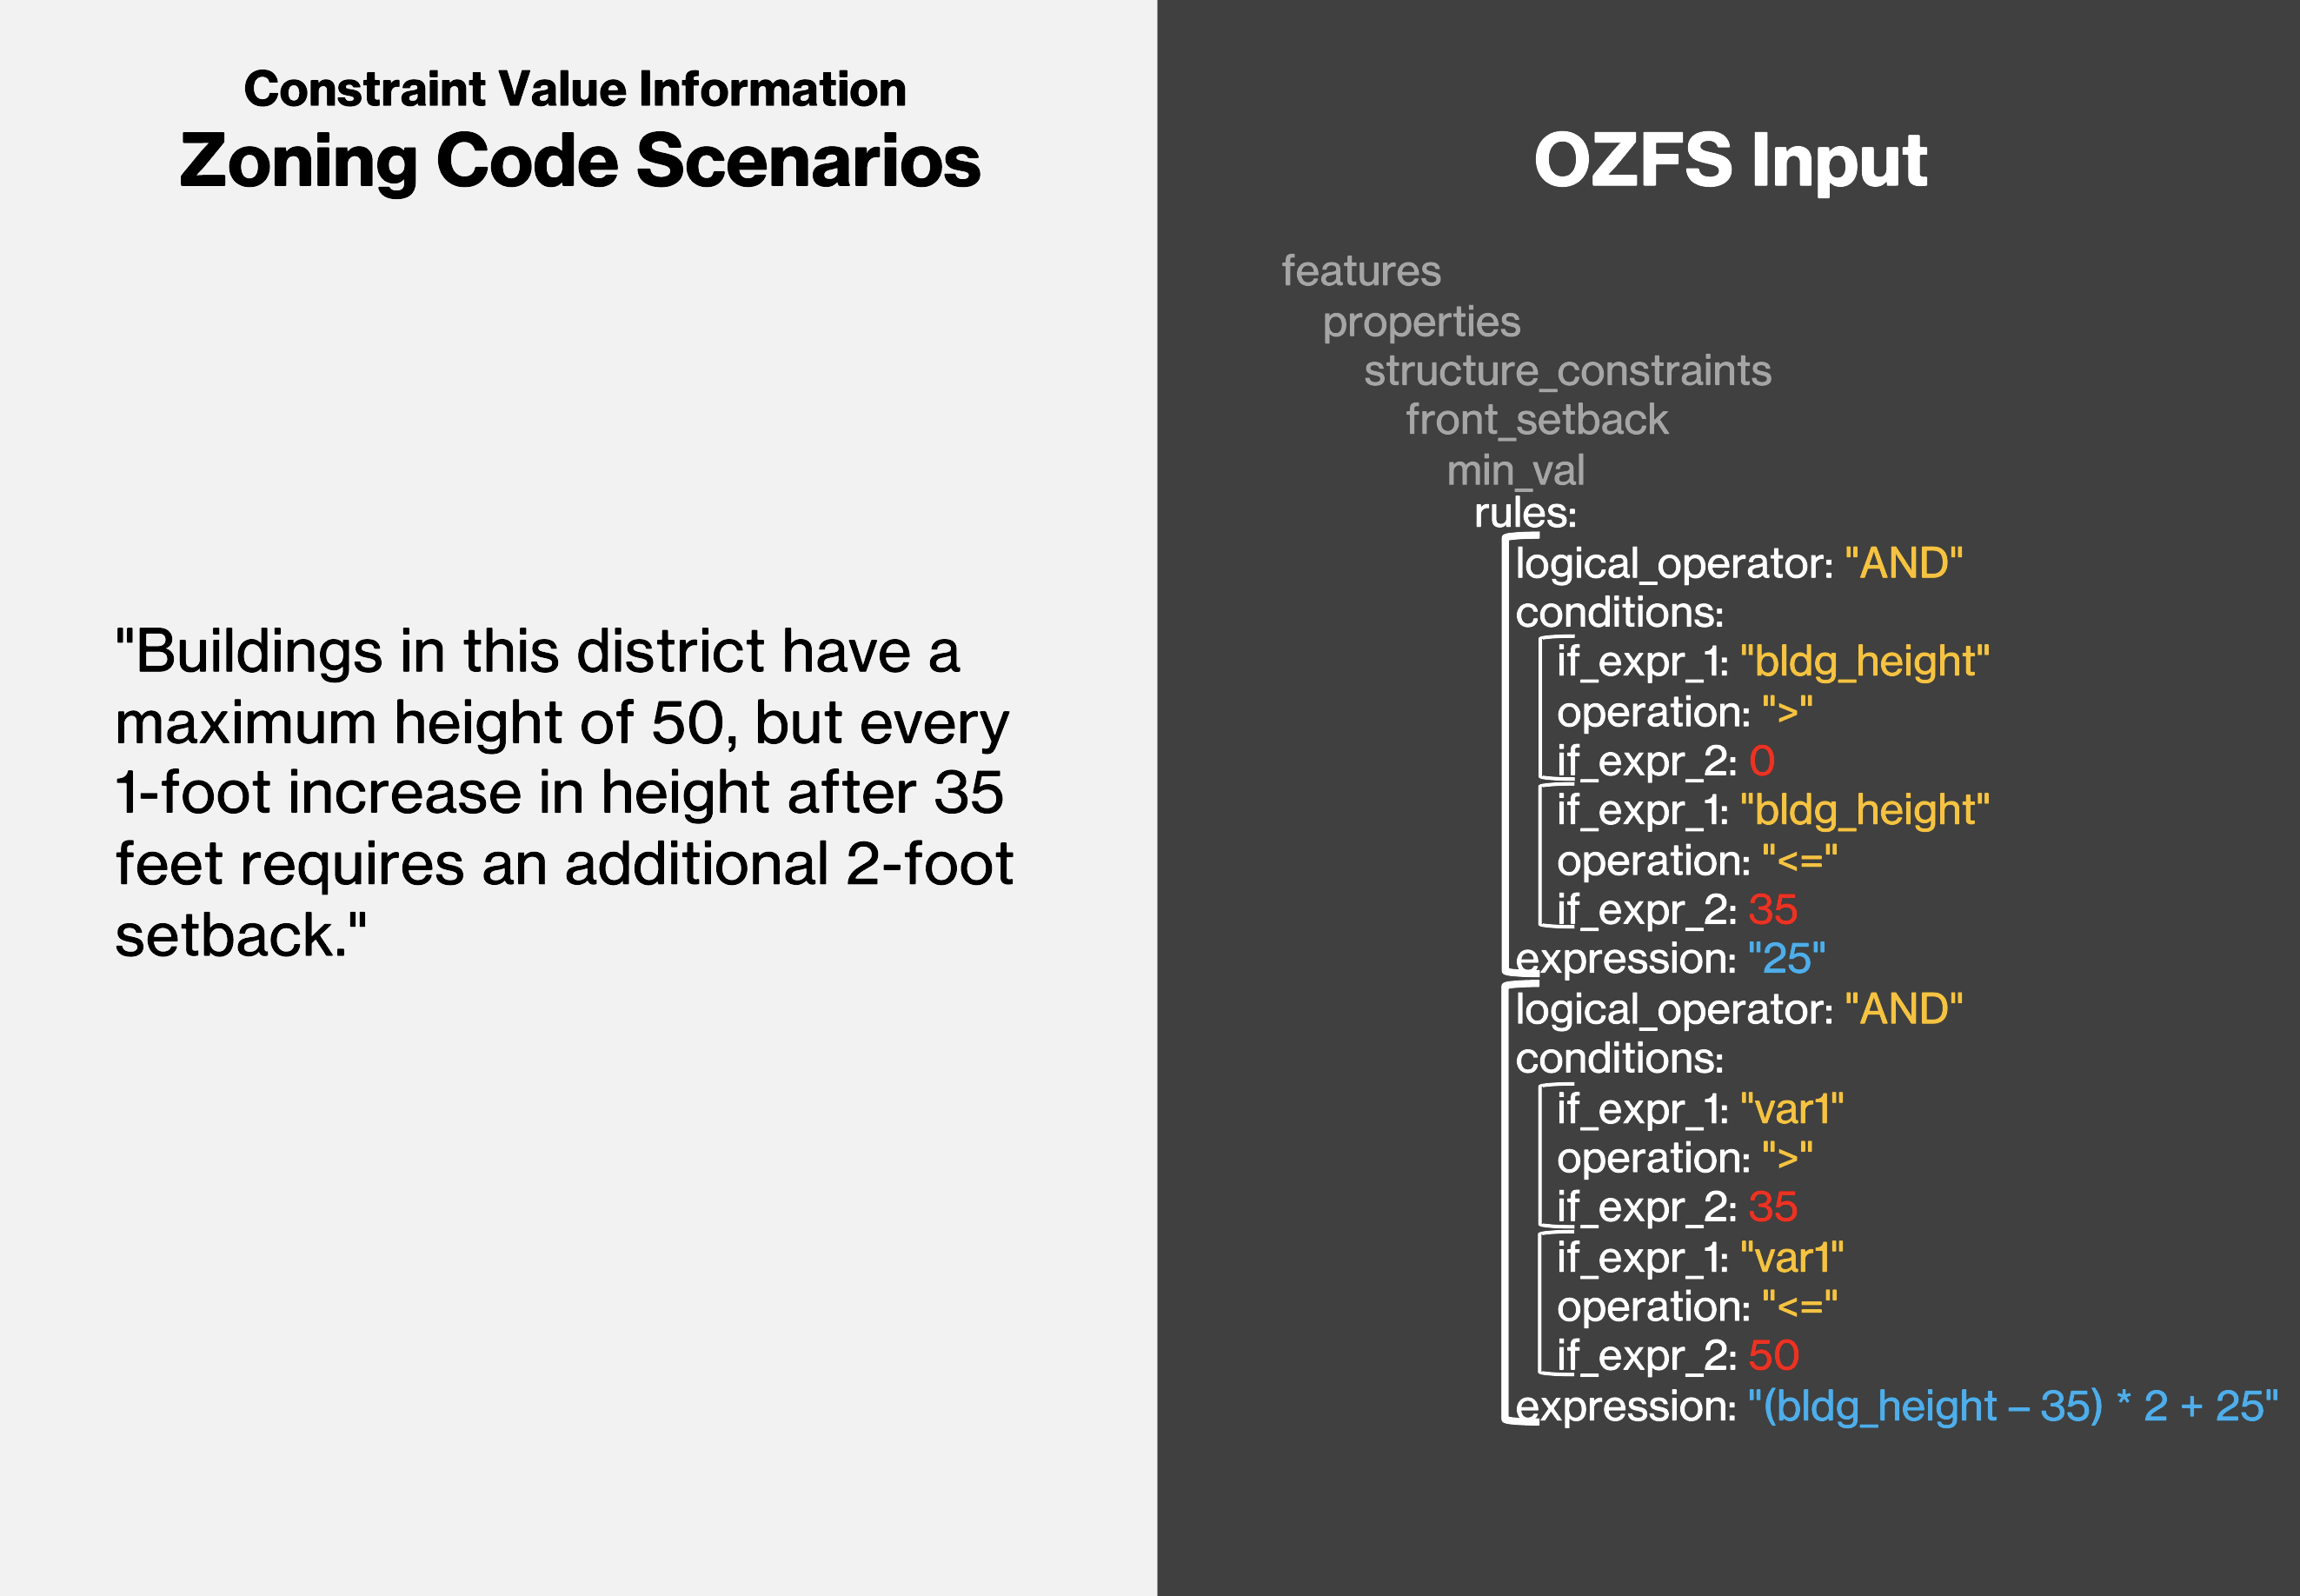 Constraint Value Information
Zoning Code Scenarios
"Buildings in this district have a
maximum height of 50, but every
1-foot increase in height after 35
feet requires an additional 2-foot
setback."
OZFS Input
features
properties
structure_constraints
front_setback
min_val
rules:
logical_operator: "AND"
conditions:
if_expr_1: "bldg_height"
operation: ">"
if_expr_2: 0
if_expr_1: "bldg_height"
operation: "<="
if_expr_2: 35
expression: "25"
logical_operator: "AND"
conditions:
if_expr_1: "var1"
operation: ">"
if_expr_2: 35
if_expr_1: "var1"
operation: "<="
if_expr_2: 50
expression: "(bldg_height – 35) * 2 + 25"